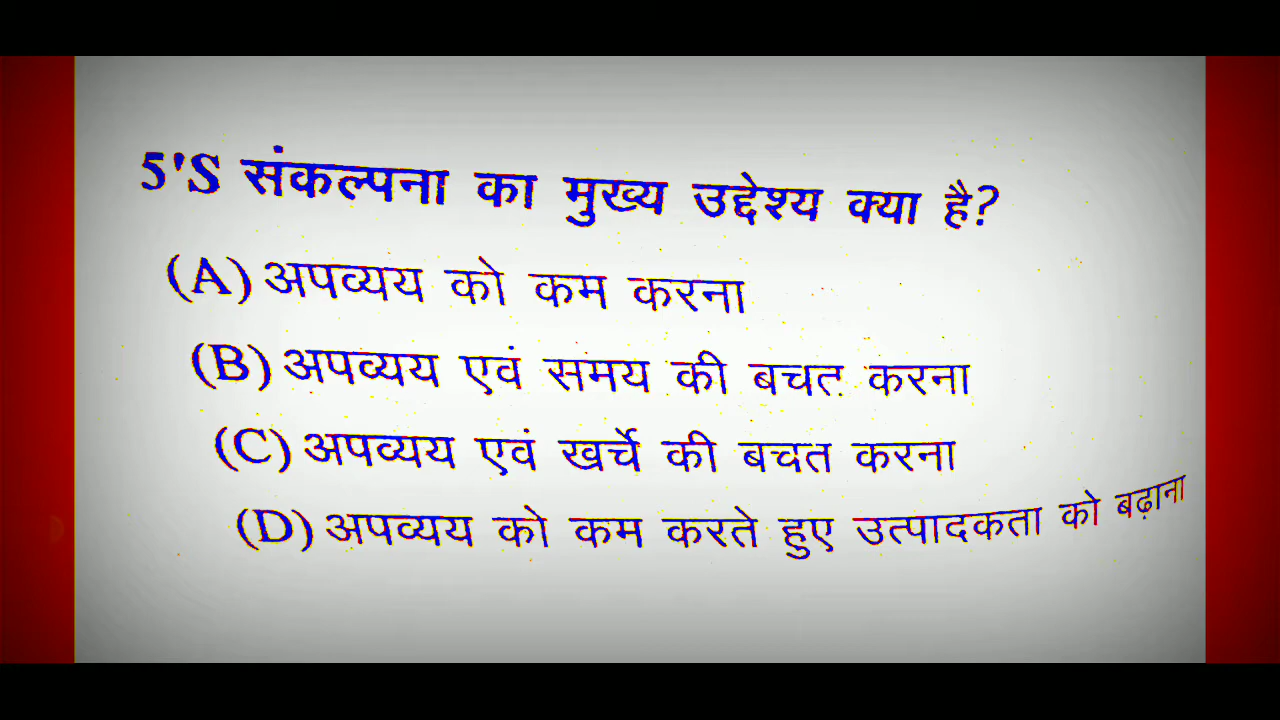 5'S संकल्पना का मुख्य उद्देश्य क्या है?
(A) अपव्यय को कम करना
(B) अपव्यय एवं समय की बचत करना
(C) अपव्यय एवं खर्चे की बचत करना
(D) अपव्यय को कम करते हुए उत्पादकता को बढ़ाना